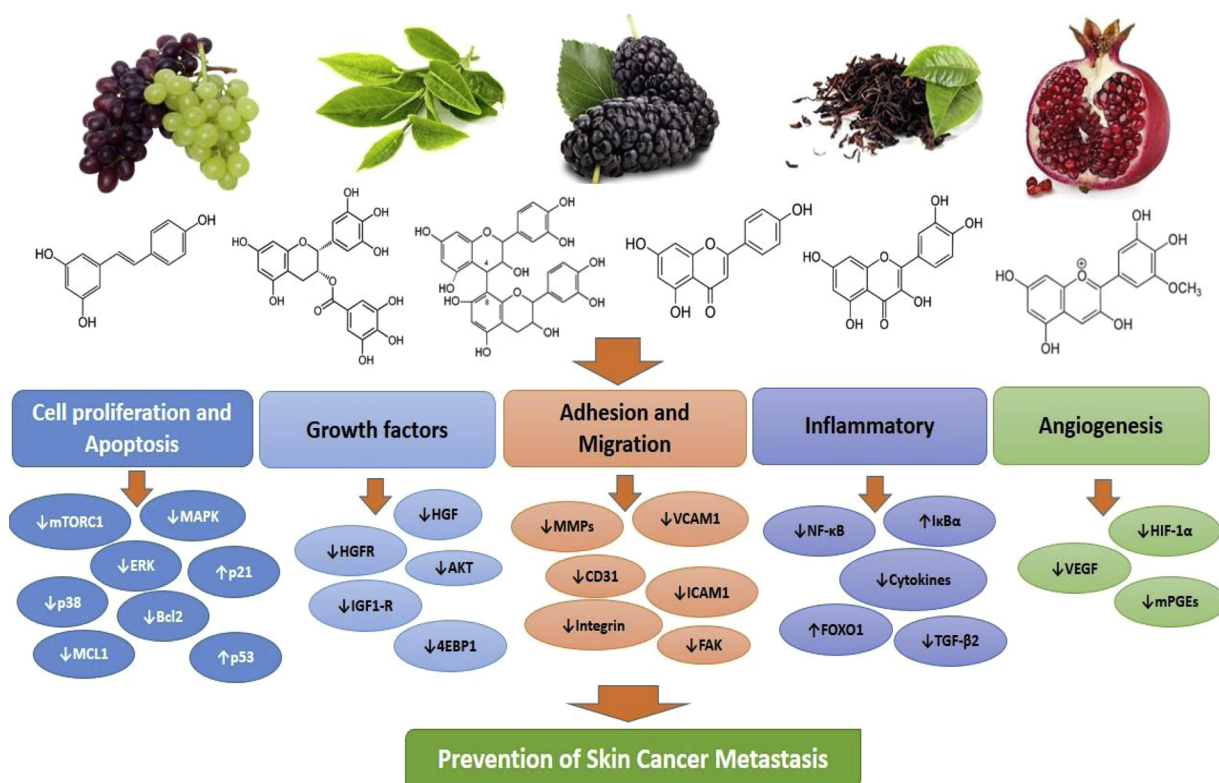 OH
OH
OH
OH
HO
OH
HO
OH
OH
OH
O
OH
O
O
OH
OH
OH
OH
OH
HO
O
4
OH
OH
OH
OH
HO
O
8
OH
OH
HO
HO
O
OH
OH
O
OH
OH
HO
O
OH
OH
O
OH
OH
HO
O
+
OCH3
OH
OH
Cell proliferation and
Apoptosis
Growth factors
Adhesion and
Migration
Inflammatory
Angiogenesis
↓mTORC1
↓MAPK
↓ERK
↑p21
↓p38
↓Bcl2
↓MCL1
↑p53
↓HGF
↓HGFR
↓AKT
↓IGF1-R
↓4EBP1
↓MMPs
↓VCAM1
↓CD31
↓ICAM1
↓Integrin
↓FAK
↓NF-κB
↑IκBα
↓Cytokines
↑FOXO1
↓TGF-β2
↓HIF-1α
↓VEGF
↓mPGEs
Prevention of Skin Cancer Metastasis